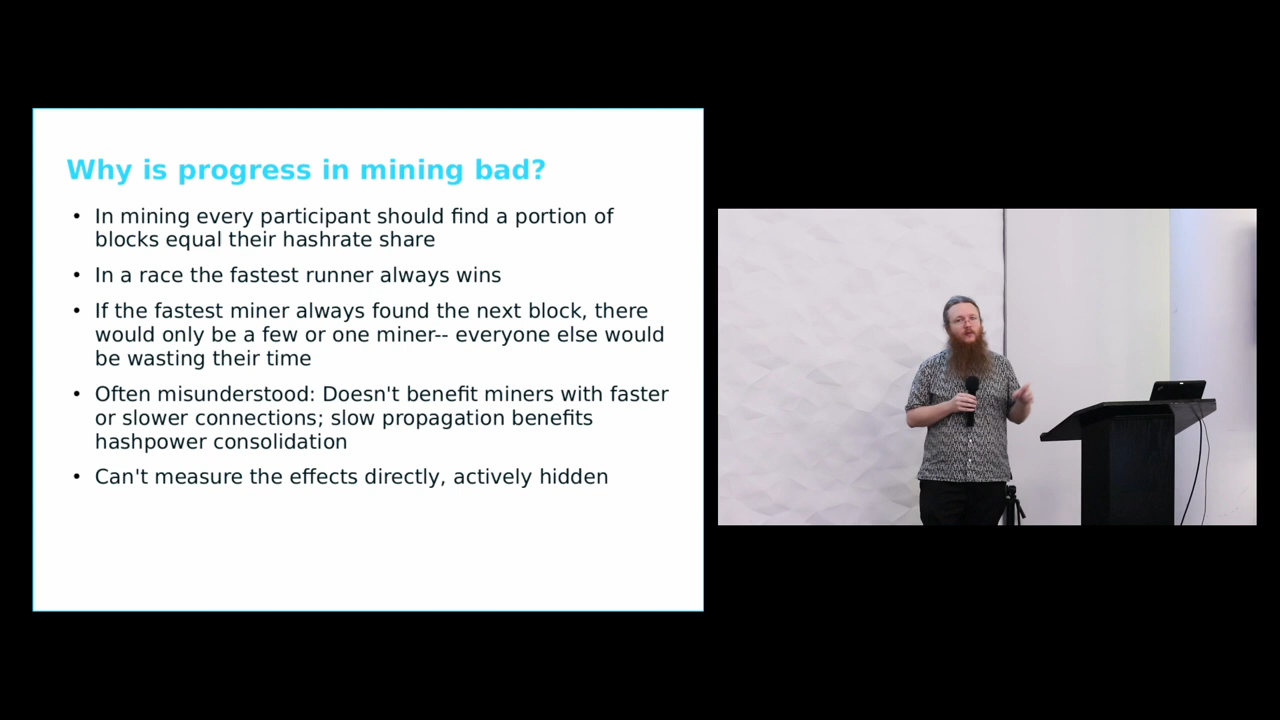 Why is progress in mining bad?
• In mining every participant should find a portion of
blocks equal their hashrate share
• In a race the fastest runner always wins
• If the fastest miner always found the next block, there
would only be a few or one miner-- everyone else would
be wasting their time
• Often misunderstood: Doesn't benefit miners with faster
or slower connections; slow propagation benefits
hashpower consolidation
• Can't measure the effects directly, actively hidden